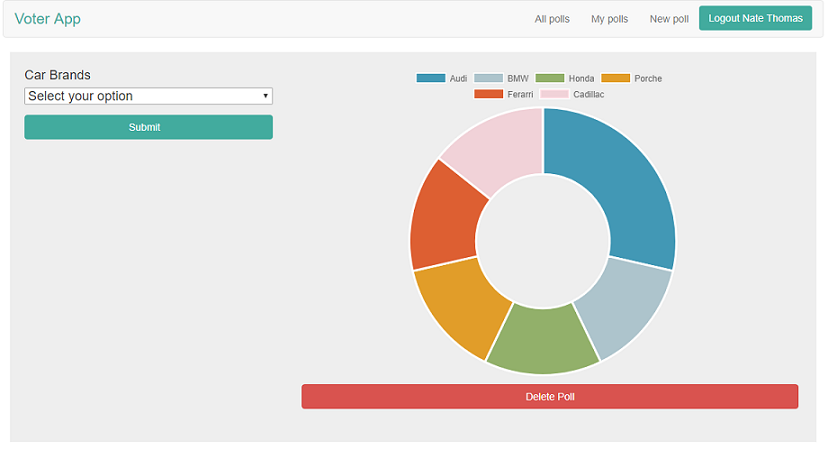 Voter App All polls My polls New poll Logout Nate Thomas
Car Brands
Select your option
Submit
Audi BMW Honda Porche
Ferarri Cadillac
Delete Poll